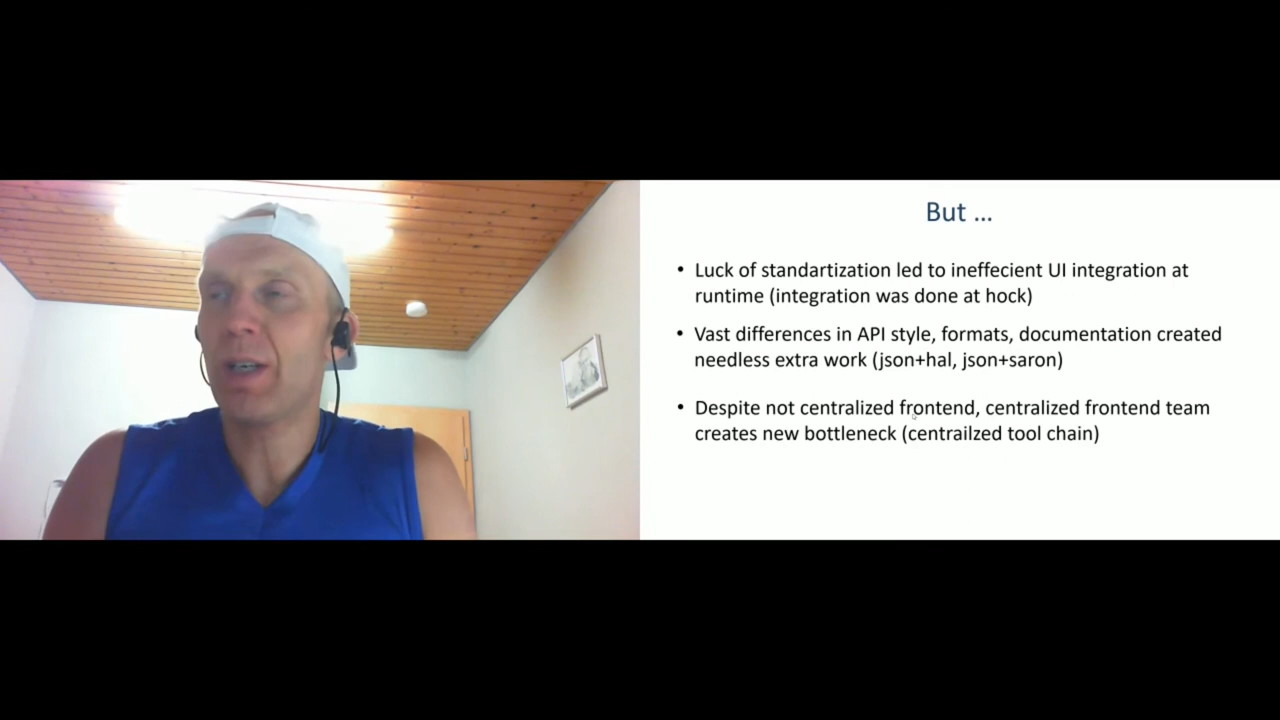 But ...
• Luck of standartization led to ineffecient UI integration at
runtime (integration was done at hock)
• Vast differences in API style, formats, documentation created
needless extra work (json+hal, json+saron)
• Despite not centralized frontend, centralized frontend team
creates new bottleneck (centrailzed tool chain)